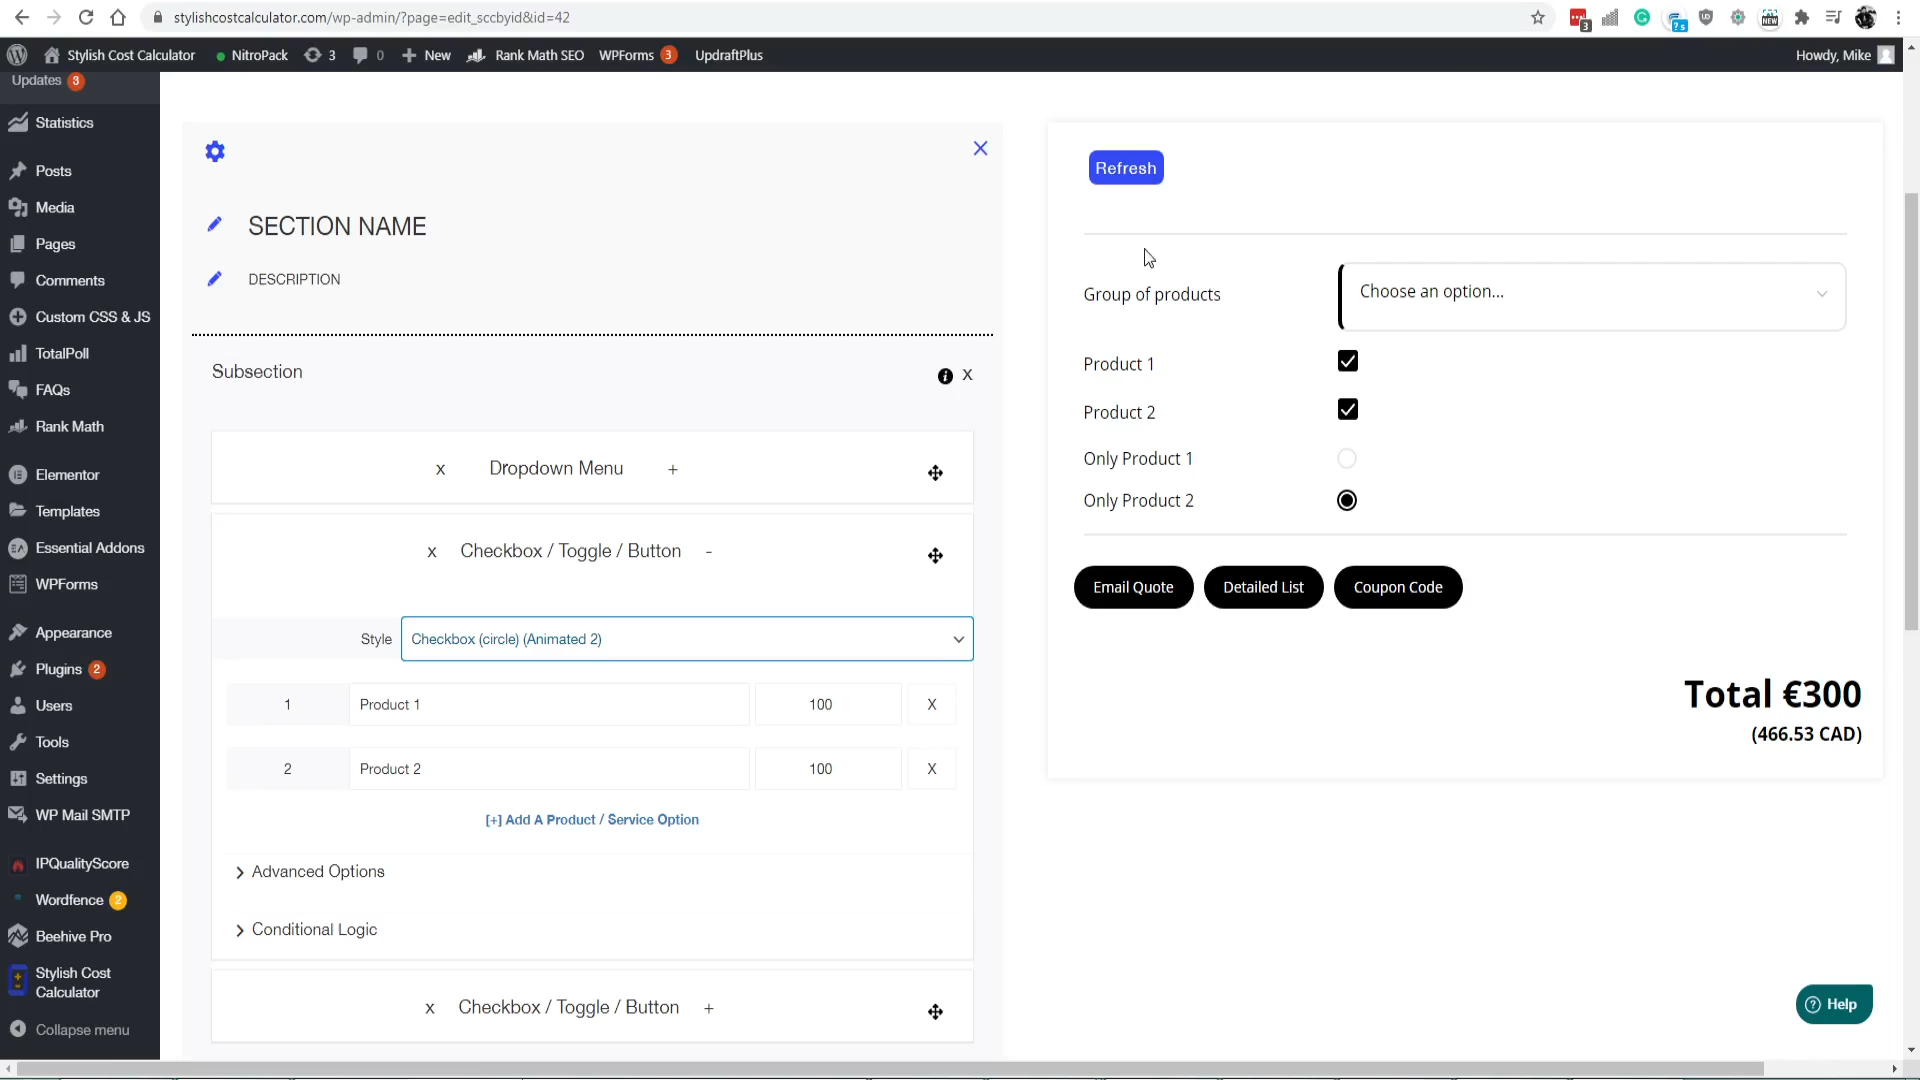 stylishcostcalculator.com/wp-admin/?page=edit_sccbyid&id=42
3
?s
NEW
Stylish Cost Calculator
NitroPack
3
0
New
Rank Math SEO
WPForms 3
UpdraftPlus
Howdy, Mike
Updates 3
Statistics
Posts
Media
Pages
Comments
Custom CSS & JS
TotalPoll
FAQs
Rank Math
Elementor
Templates
Essential Addons
WPForms
Appearance
Plugins 2
Users
Tools
Settings
WP Mail SMTP
IPQualityScore
Wordfence 2
Beehive Pro
Stylish Cost
Calculator
Collapse menu
SECTION NAME
DESCRIPTION
Subsection
X
x Dropdown Menu +
x Checkbox / Toggle / Button -
Style Checkbox (circle) (Animated 2)
1 Product 1 100 X
2 Product 2 100 X
[+] Add A Product / Service Option
Advanced Options
Conditional Logic
x Checkbox / Toggle / Button +
Refresh
Group of products Choose an option...
Product 1
Product 2
Only Product 1
Only Product 2
Email Quote Detailed List Coupon Code
Total €300
(466.53 CAD)
Help